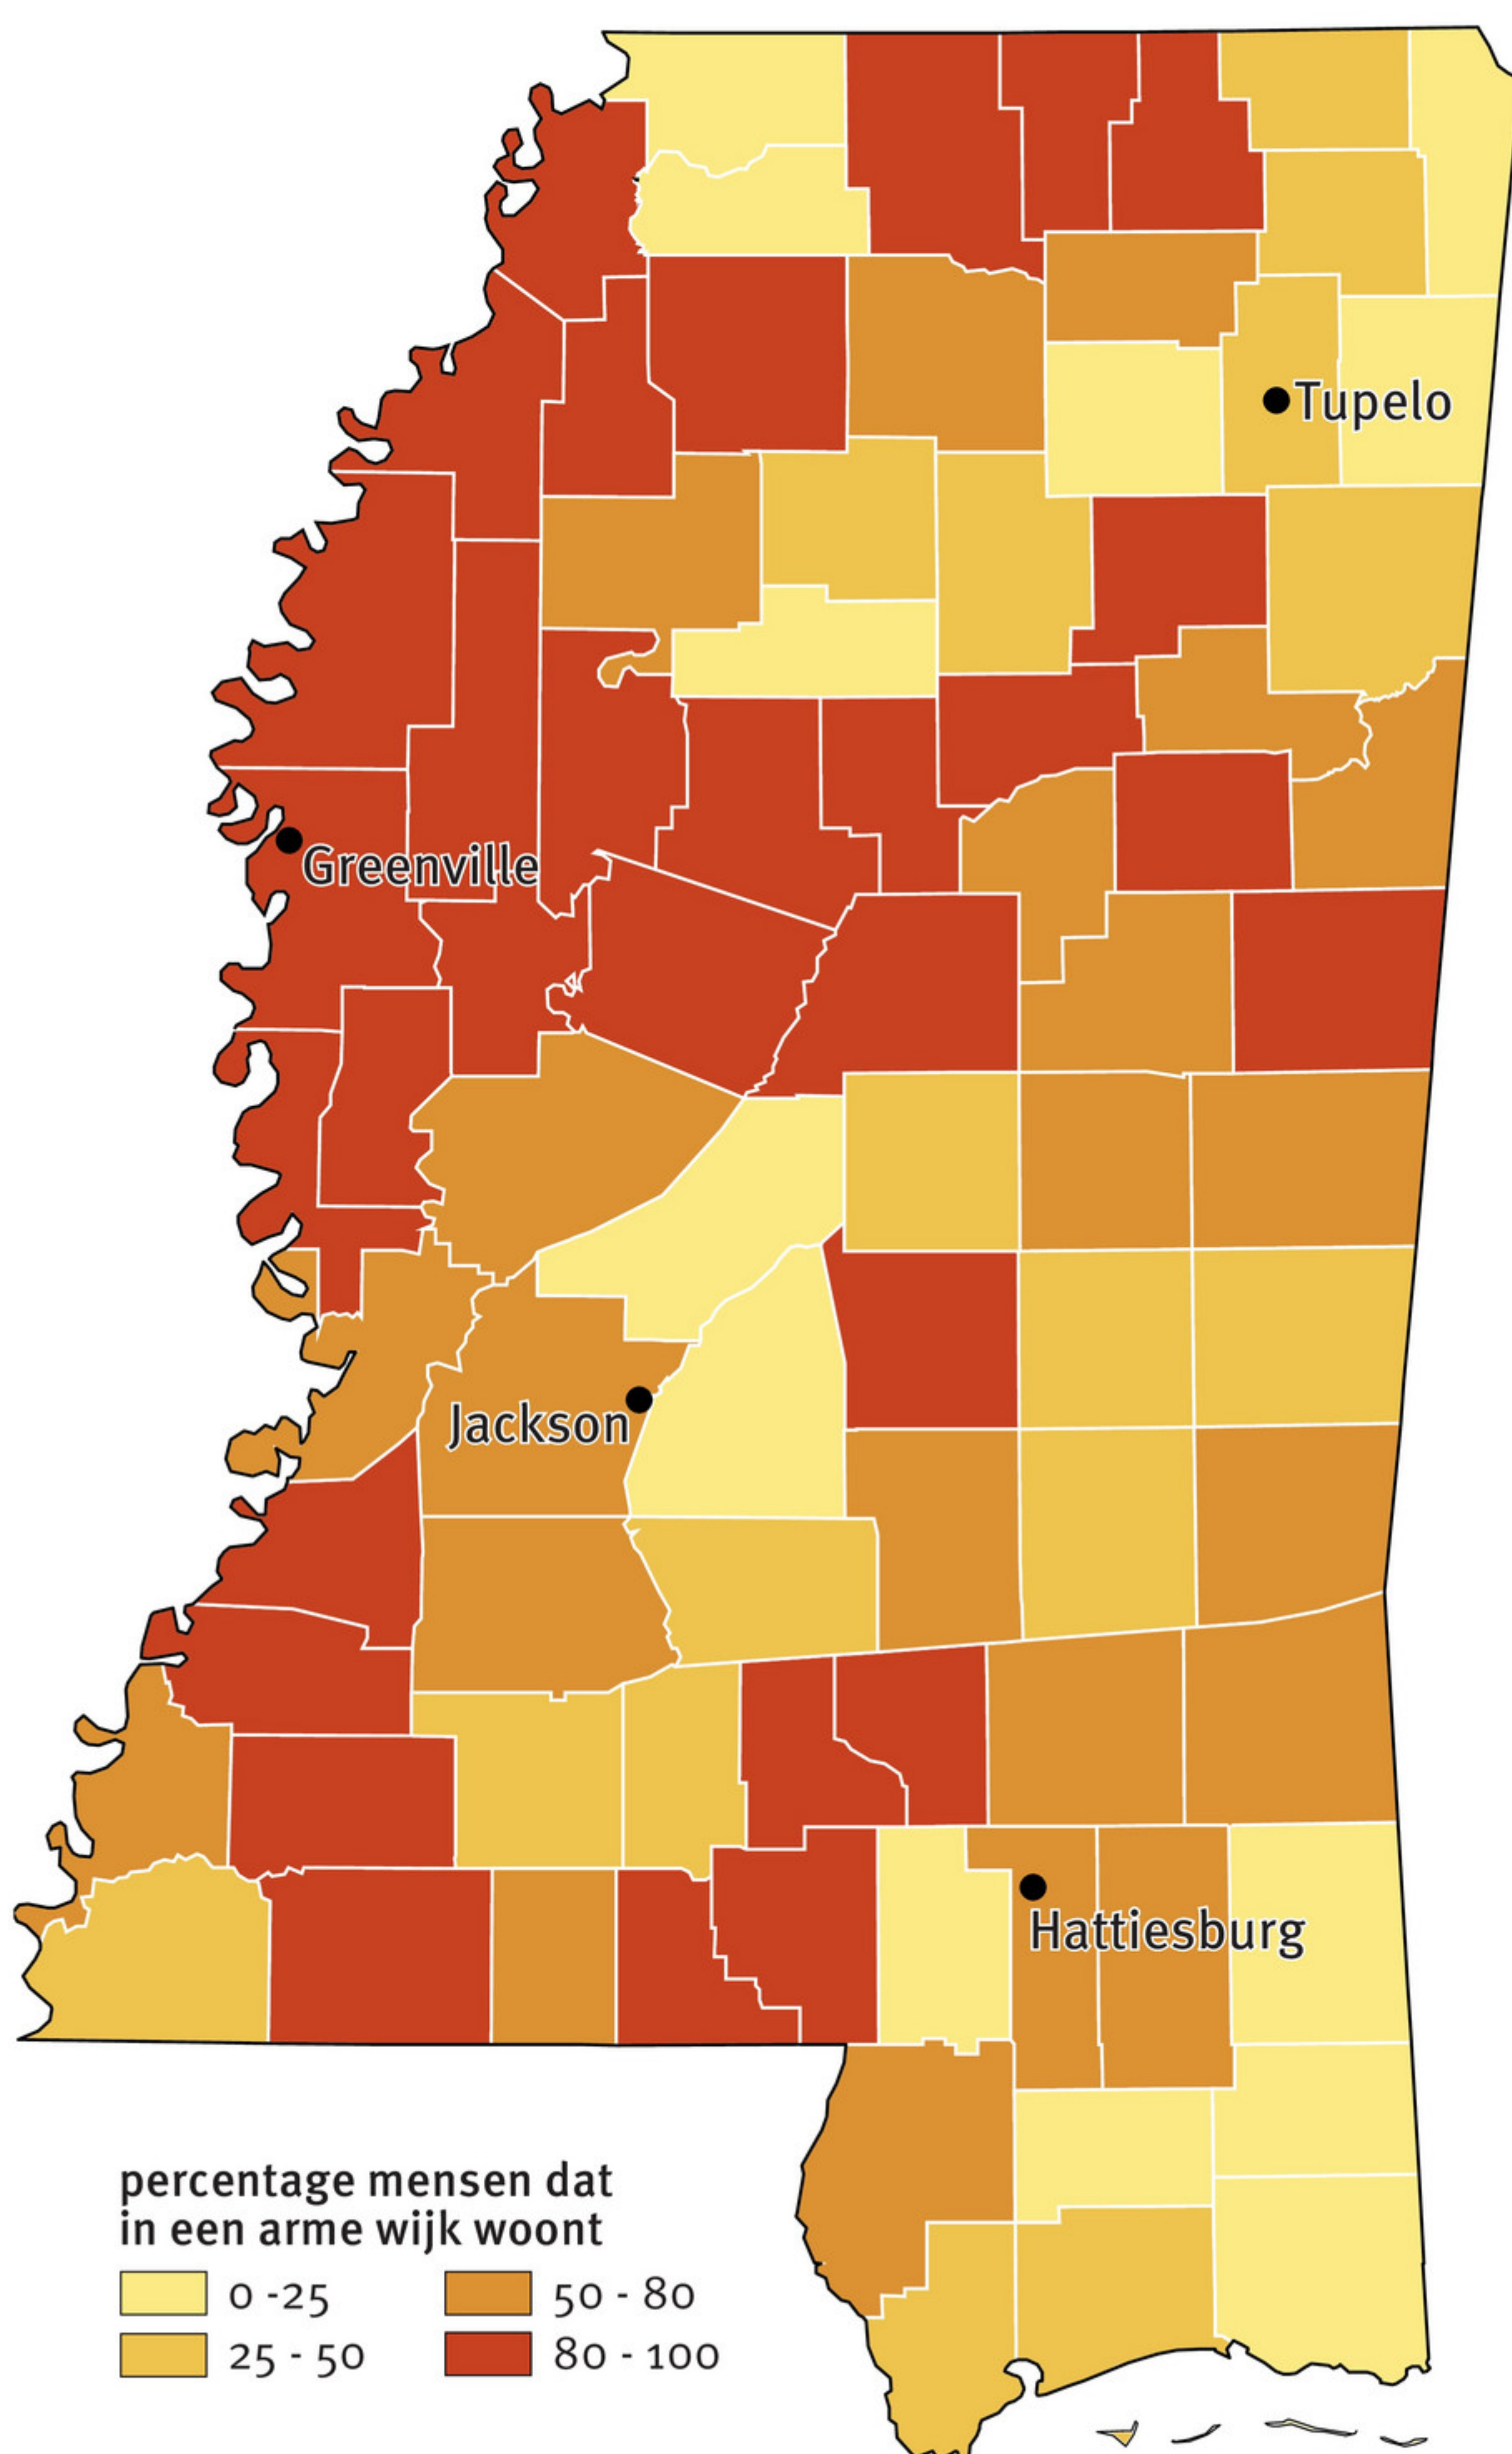 Tupelo
Greenville
Jackson
Hattiesburg
percentage mensen dat
in een arme wijk woont
0 -25
50 - 80
25 - 50
80 - 100